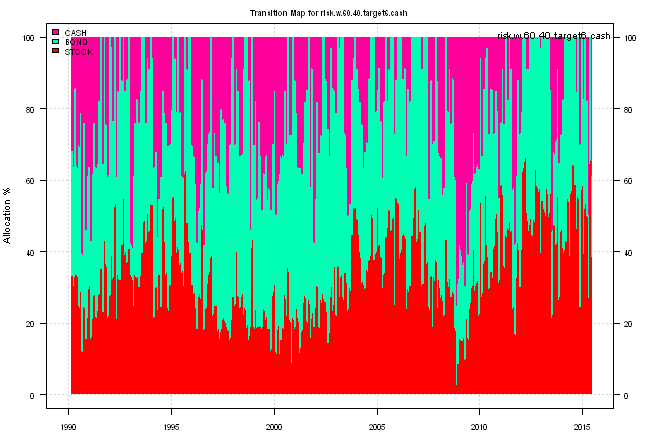 Transition Map for risk.w.60.40.target6.cash
risk.w.60.40.target6.cash
CASH
BOND
STOCK
Allocation %
100
80
60
40
20
0
100
80
60
40
20
0
1990 1995 2000 2005 2010 2015